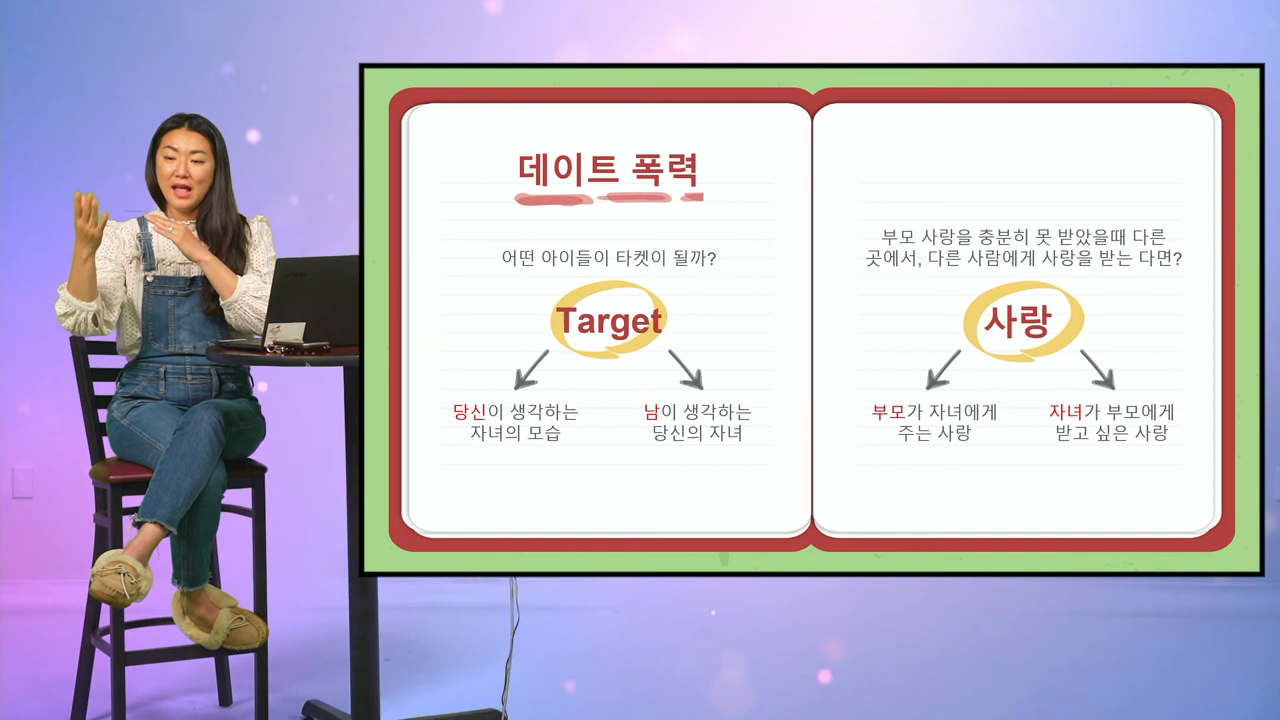 데이트 폭력
어떤 아이들이 타켓이 될까?
Target
당신이 생각하는
자녀의 모습
남이 생각하는
당신의 자녀
부모 사랑을 충분히 못 받았을때 다른
곳에서, 다른 사람에게 사랑을 받는 다면?
사랑
부모가 자녀에게
주는 사랑
자녀가 부모에게
받고 싶은 사랑